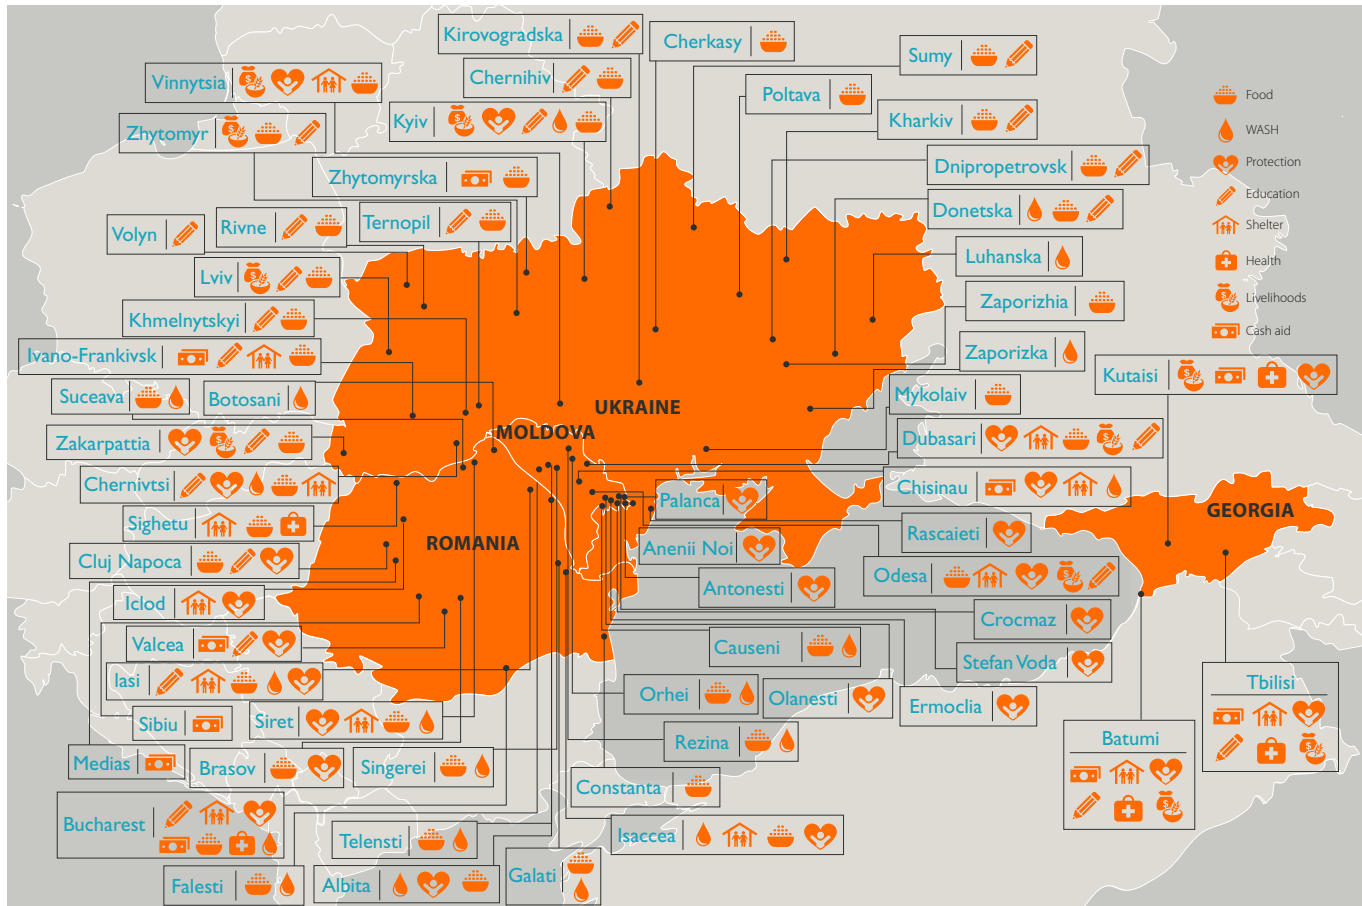 Kirovogradska
Cherkasy
Sumy
Vinnytsia
Chernihiv
Poltava
Food
Zhytomyr
Kyiv
Kharkiv
WASH
Zhytomyrska
Dnipropetrovsk
Protection
Volyn
Rivne
Ternopil
Donetska
Education
Shelter
Lviv
Luhanska
Health
Khmelnytskyi
Zaporizhia
Livelihoods
Cash aid
Ivano-Frankivsk
Zaporizka
Kutaisi
Suceava
Botosani
UKRAINE
Mykolaiv
Zakarpattia
MOLDOVA
Dubasari
Chernivtsi
Palanca
Chisinau
Sighetu
GEORGIA
ROMANIA
Anenii Noi
Rascaieti
Cluj Napoca
Antonesti
Odesa
Iclod
Crocmaz
Valcea
Causeni
Stefan Voda
Iasi
Orhei
Olanesti
Ermoclia
Tbilisi
Sibiu
Siret
Rezina
Batumi
Medias
Brasov
Singerei
Constanta
Bucharest
Telensti
Isaccea
Falesti
Albita
Galati
$
$
$
$
$
$
$
$
$
$
$